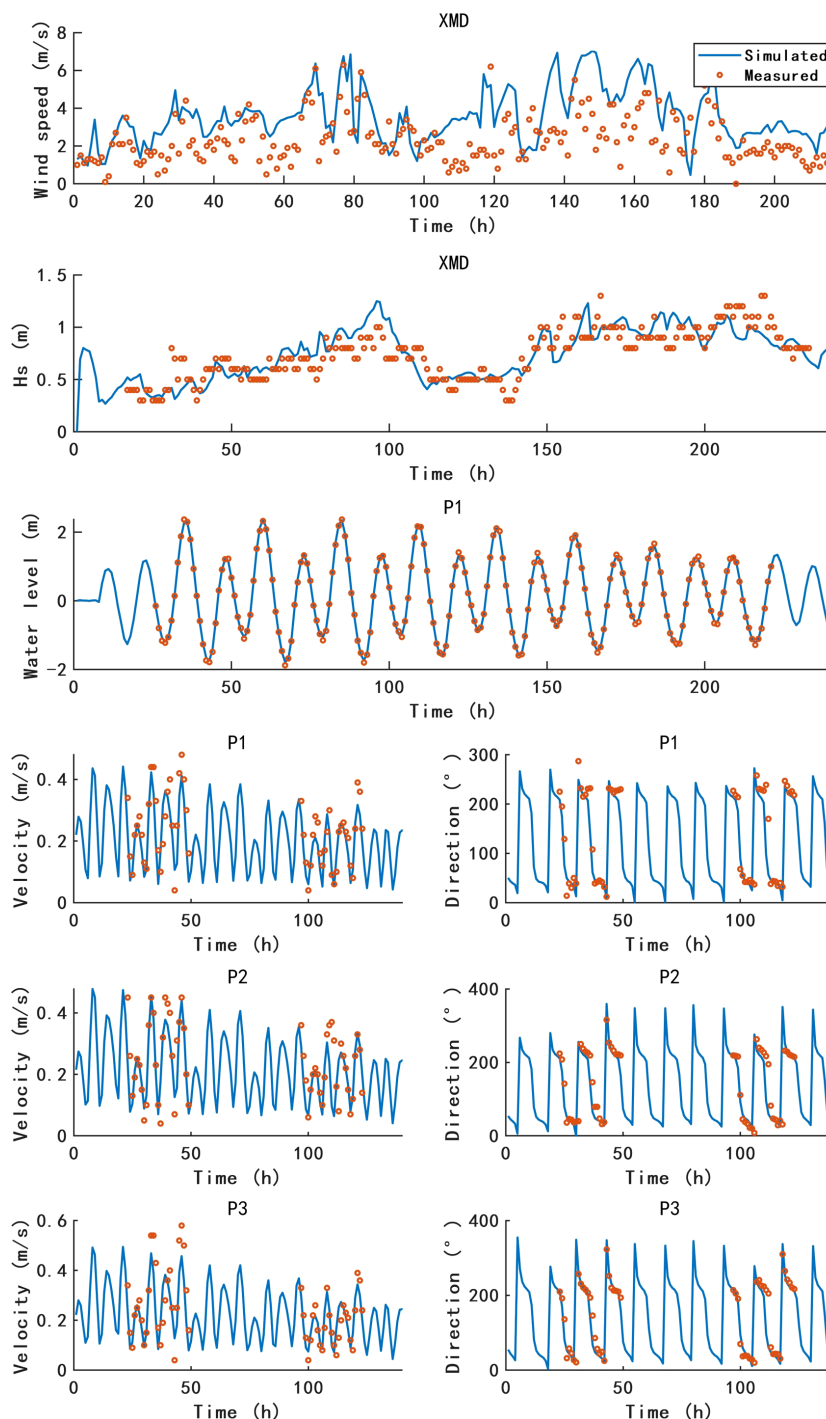 XMD
8
6
4
2
0
Wind speed (m/s)
Simulated
Measured
0 20 40 60 80 100 120 140 160 180 200
Time (h)
XMD
1.5
1
0.5
0
Hs (m)
50 100 150 200
Time (h)
P1
2
0
-2
Water level (m)
50 100 150 200
Time (h)
P1
0.4
0.2
0
Velocity (m/s)
0 100
Time (h)
P1
300
200
100
0
Direction (°)
0 50 100
Time (h)
P2
0.4
0.2
0
Velocity (m/s)
0 100
Time (h)
P2
400
200
0
Direction (°)
0 50 100
Time (h)
P3
0.6
0.4
0.2
0
Velocity (m/s)
0 100
Time (h)
P3
400
200
0
Direction (°)
0 50 100
Time (h)